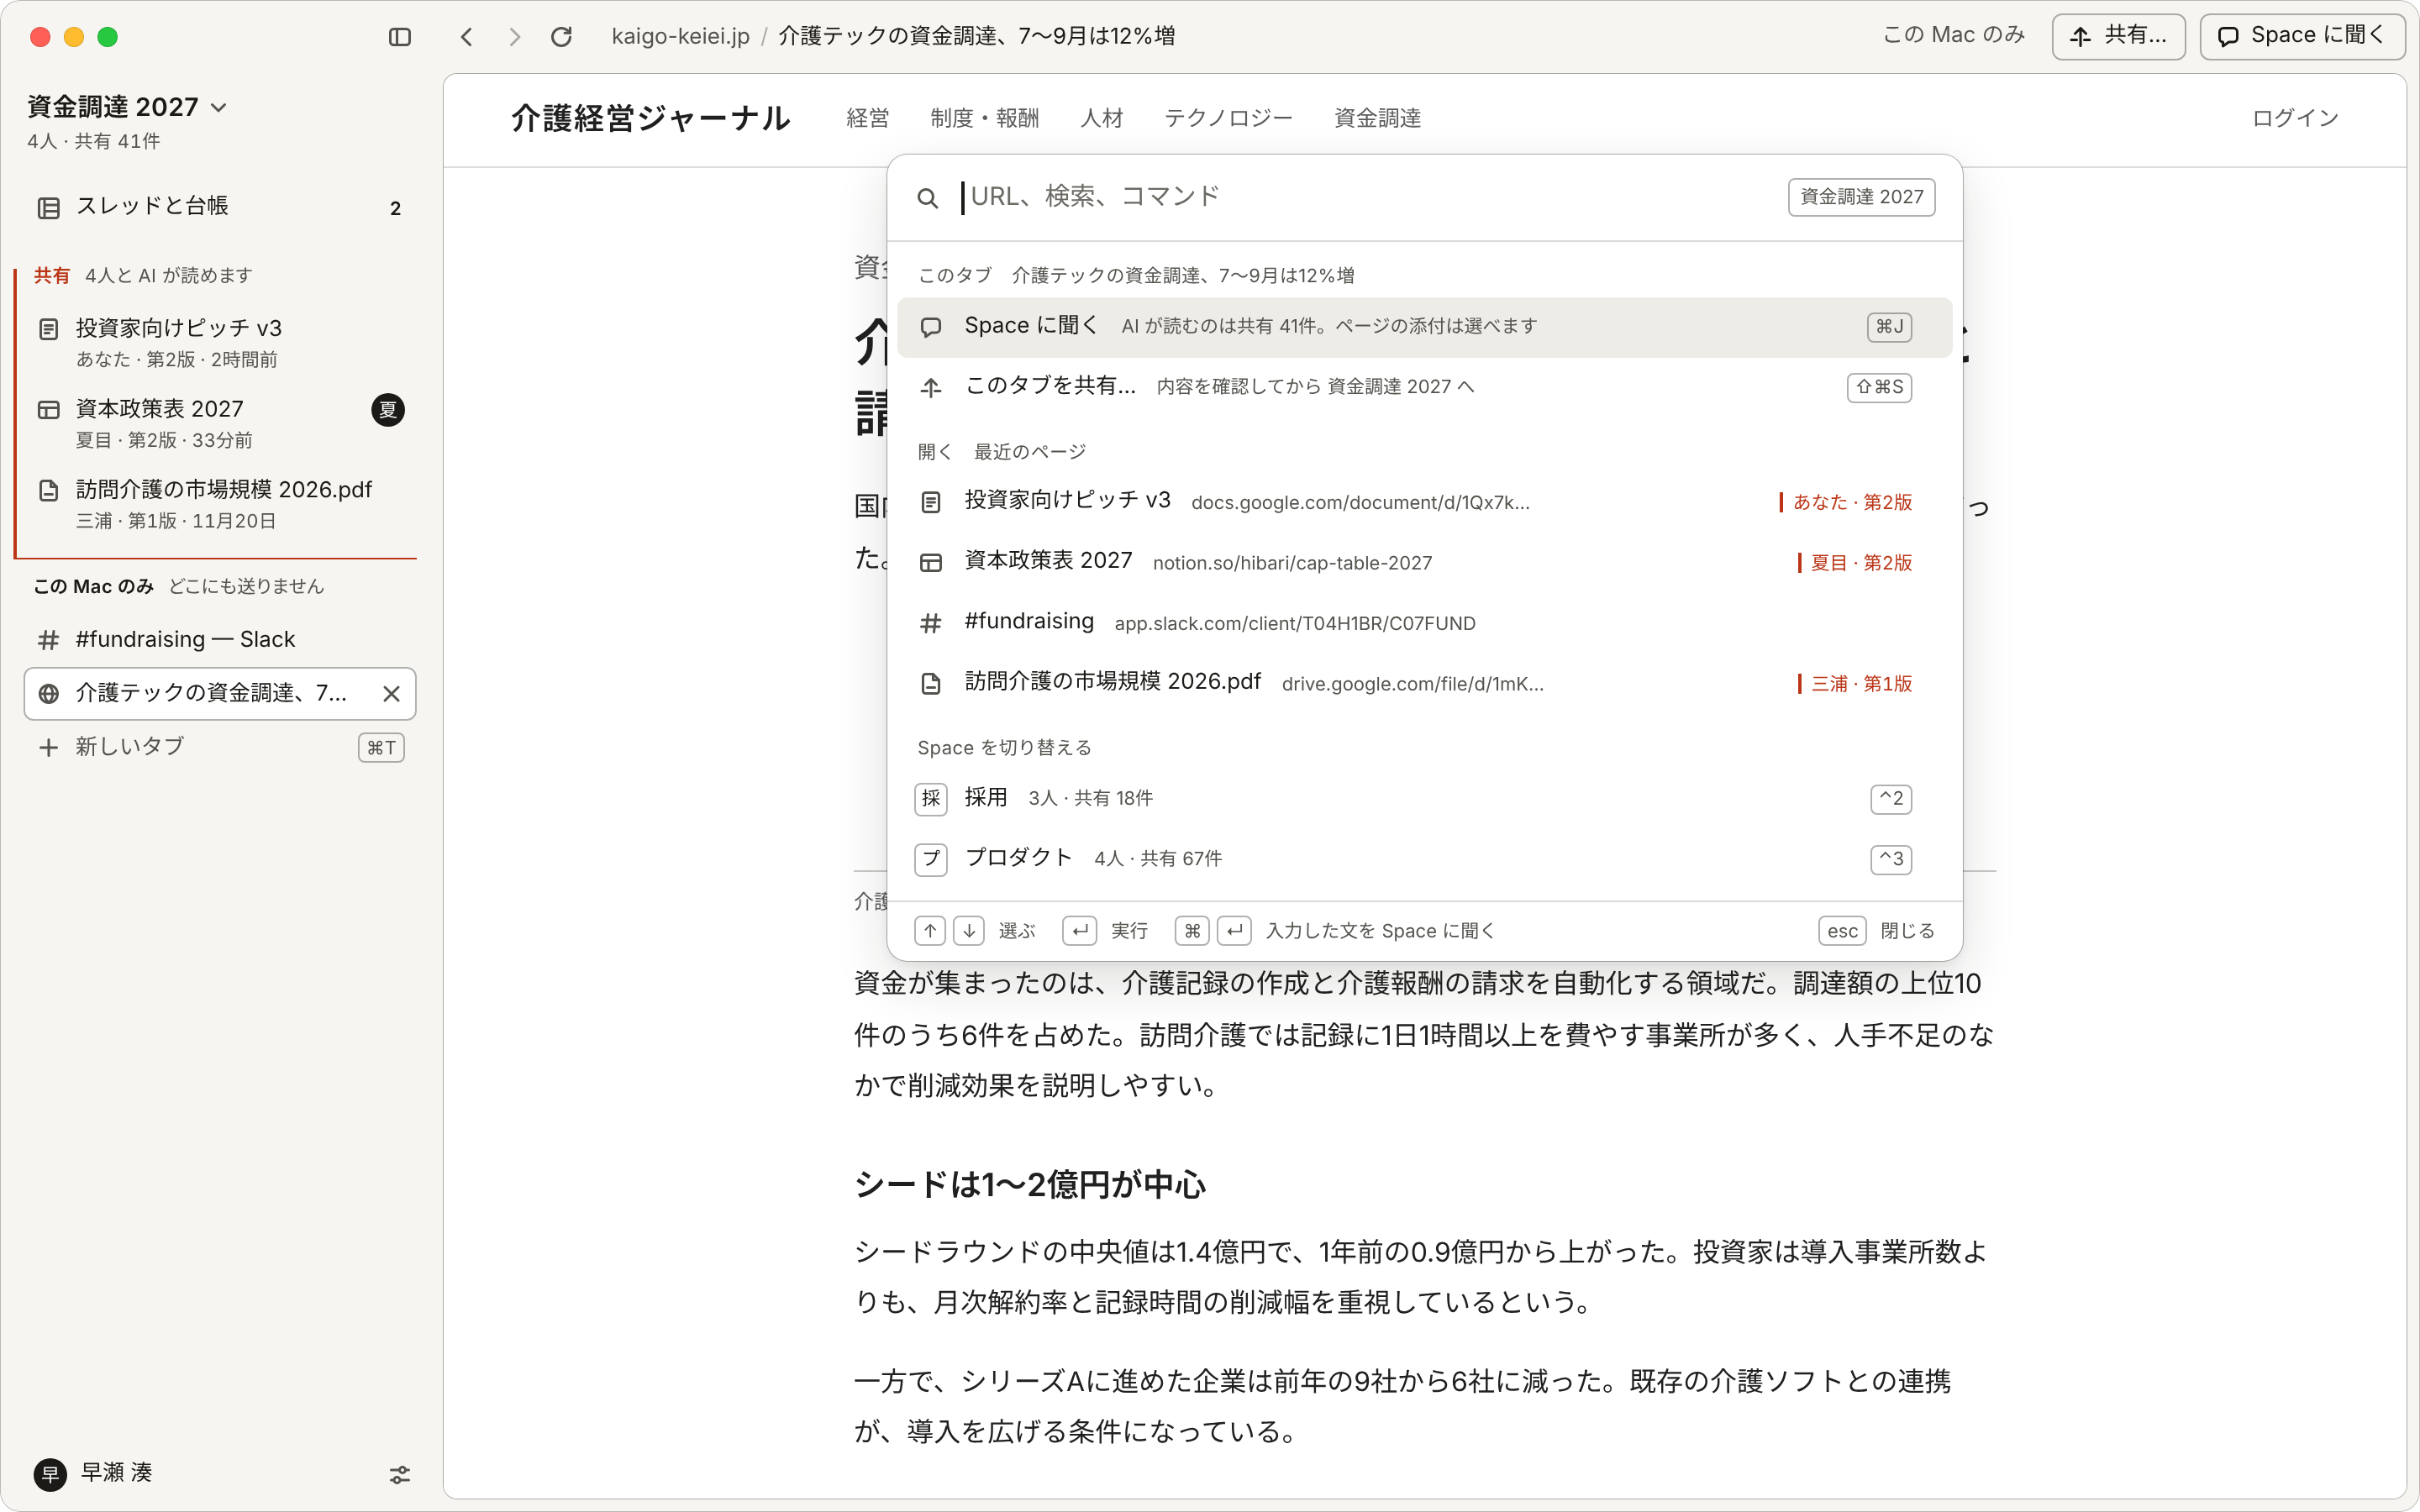 kaigo-keiei.jp / 介護テックの資金調達、7〜9月は12%増
この Mac のみ
共有...
Space に聞く
資金調達 2027
4人 · 共有 41件
スレッドと台帳 2
共有 4人と AI が読めます
投資家向けピッチ v3
あなた · 第2版 · 2時間前
資本政策表 2027
夏
夏目 · 第2版 · 33分前
訪問介護の市場規模 2026.pdf
三浦 · 第1版 · 11月20日
この Mac のみ どこにも送りません
#fundraising — Slack
介護テックの資金調達、7...
新しいタブ ⌘T
早 早瀬 湊
介護経営ジャーナル
経営 制度・報酬 人材 テクノロジー 資金調達
ログイン
URL、検索、コマンド
資金調達 2027
このタブ 介護テックの資金調達、7〜9月は12%増
Space に聞く AI が読むのは共有 41件。ページの添付は選べます ⌘J
このタブを共有... 内容を確認してから 資金調達 2027 へ ⇧⌘S
開く 最近のページ
投資家向けピッチ v3 docs.google.com/document/d/1Qx7k... あなた · 第2版
資本政策表 2027 notion.so/hibari/cap-table-2027 夏目 · 第2版
#fundraising app.slack.com/client/T04H1BR/C07FUND
訪問介護の市場規模 2026.pdf drive.google.com/file/d/1mK... 三浦 · 第1版
Space を切り替える
採 採用 3人 · 共有 18件 ^2
プ プロダクト 4人 · 共有 67件 ^3
↑ ↓ 選ぶ ↵ 実行 ⌘ ↵ 入力した文を Space に聞く esc 閉じる
資
介
請
国
っ
た。
介護
資金が集まったのは、介護記録の作成と介護報酬の請求を自動化する領域だ。調達額の上位10
件のうち6件を占めた。訪問介護では記録に1日1時間以上を費やす事業所が多く、人手不足のな
かで削減効果を説明しやすい。
シードは1〜2億円が中心
シードラウンドの中央値は1.4億円で、1年前の0.9億円から上がった。投資家は導入事業所数よ
りも、月次解約率と記録時間の削減幅を重視しているという。
一方で、シリーズAに進めた企業は前年の9社から6社に減った。既存の介護ソフトとの連携
が、導入を広げる条件になっている。